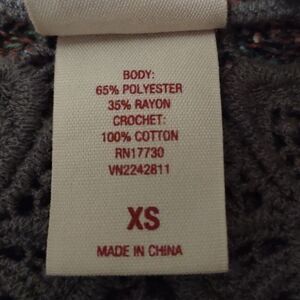 BODY:
65% POLYESTER
35% RAYON
CROCHET:
100% COTTON
RN17730
VN2242811
XS
MADE IN CHINA